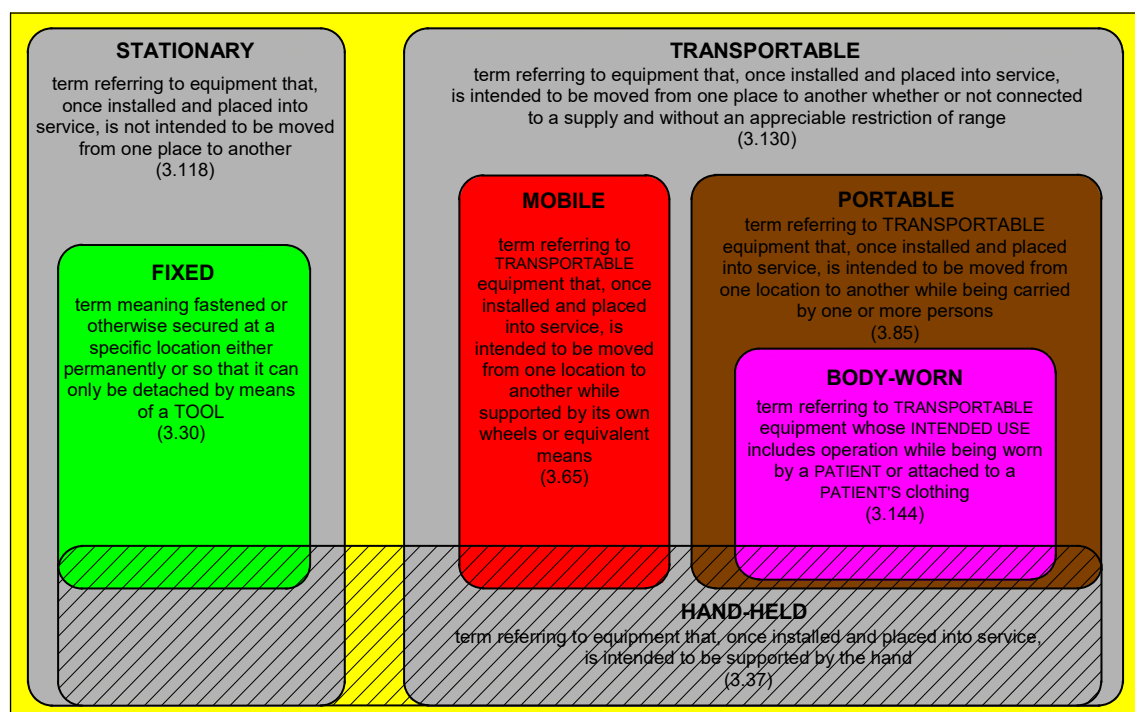 STATIONARY
term referring to equipment that,
once installed and placed into
service, is not intended to be moved
from one place to another
(3.118)
FIXED
term meaning fastened or
otherwise secured at a
specific location either
permanently or so that it can
only be detached by means
of a TOOL
(3.30)
TRANSPORTABLE
term referring to equipment that, once installed and placed into service,
is intended to be moved from one place to another whether or not connected
to a supply and without an appreciable restriction of range
(3.130)
MOBILE
term referring to
TRANSPORTABLE
equipment that, once
installed and placed
into service, is
intended to be moved
from one location to
another while
supported by its own
wheels or equivalent
means
(3.65)
PORTABLE
term referring to TRANSPORTABLE
equipment that, once installed and placed
into service, is intended to be moved from
one location to another while being carried
by one or more persons
(3.85)
BODY-WORN
term referring to TRANSPORTABLE
equipment whose INTENDED USE
includes operation while being worn
by a PATIENT or attached to a
PATIENT'S clothing
(3.144)
HAND-HELD
term referring to equipment that, once installed and placed into service,
is intended to be supported by the hand
(3.37)